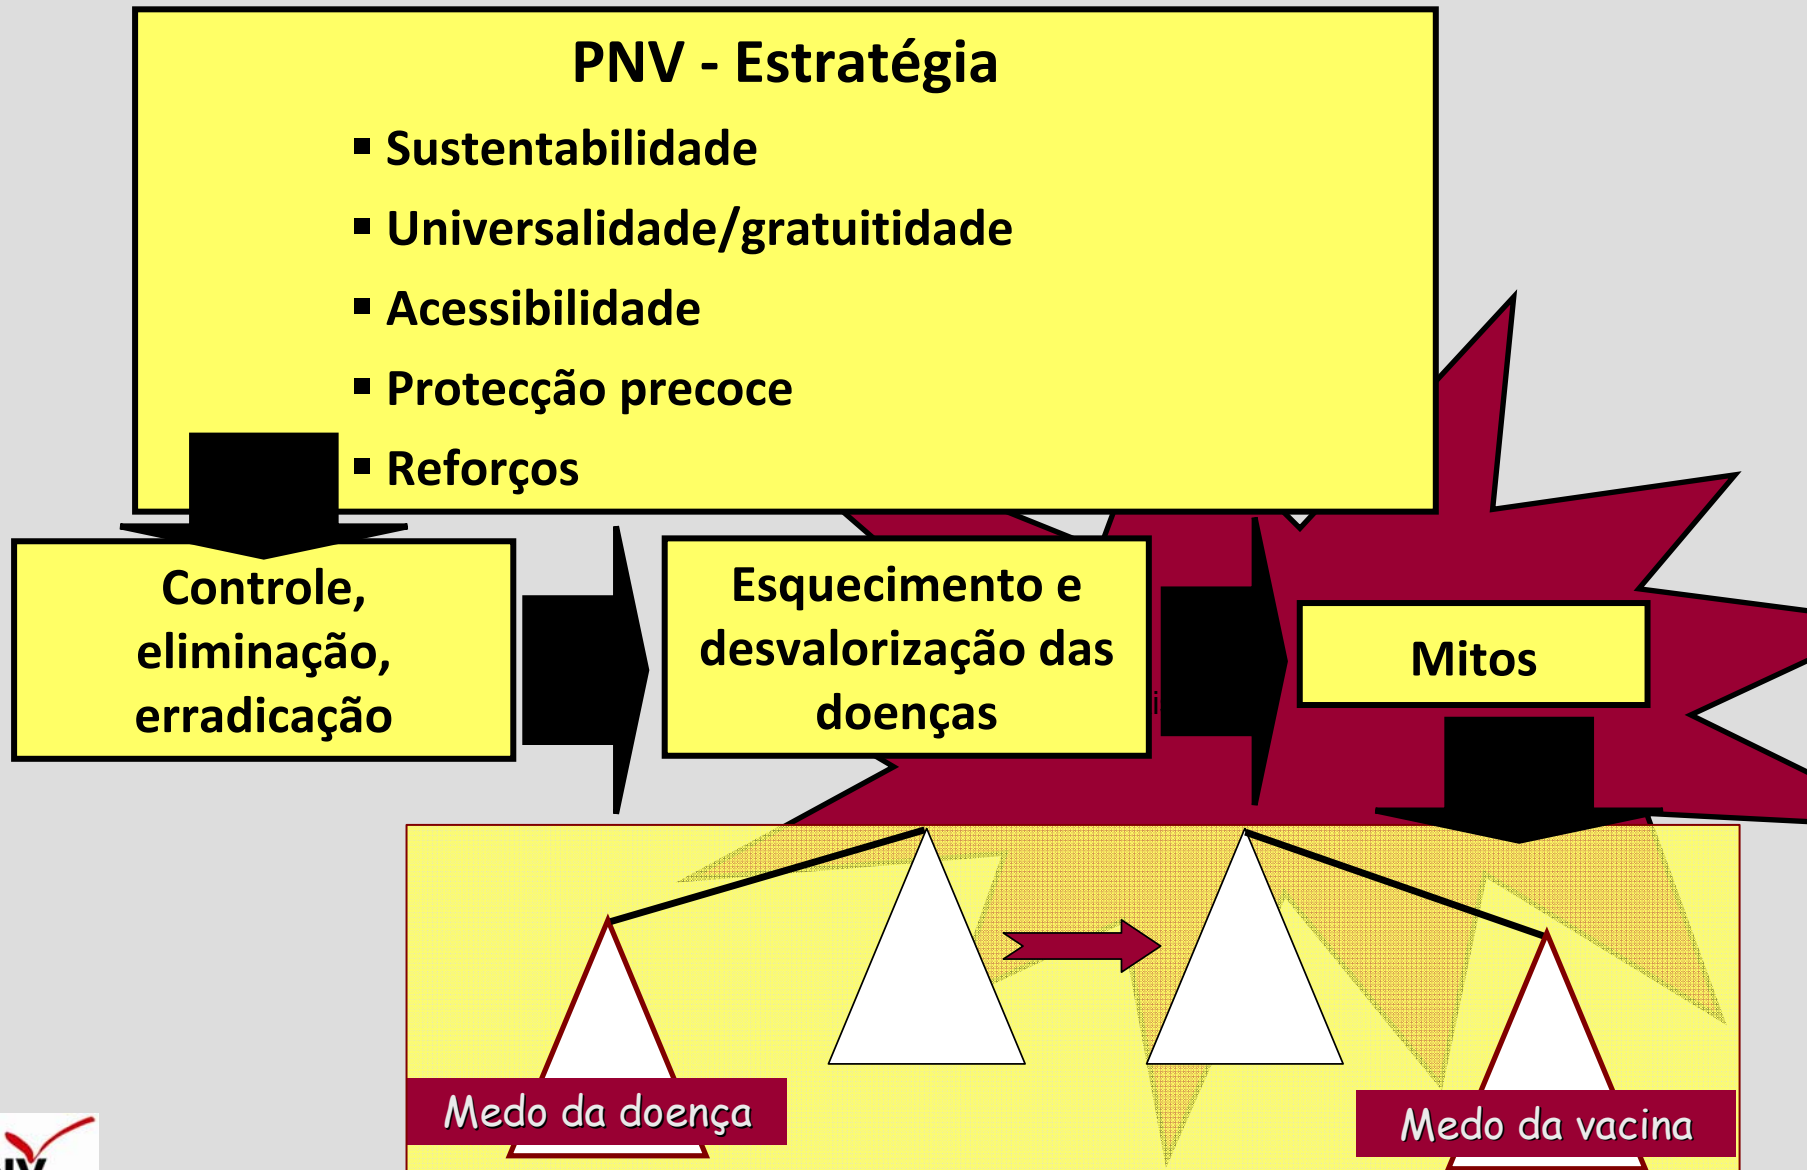 PNV - Estratégia
▪ Sustentabilidade
▪ Universalidade/gratuitidade
▪ Acessibilidade
▪ Protecção precoce
▪ Reforços
Controle,
eliminação,
erradicação
Esquecimento e
desvalorização das
doenças
i
Mitos
Medo da doença
Medo da vacina